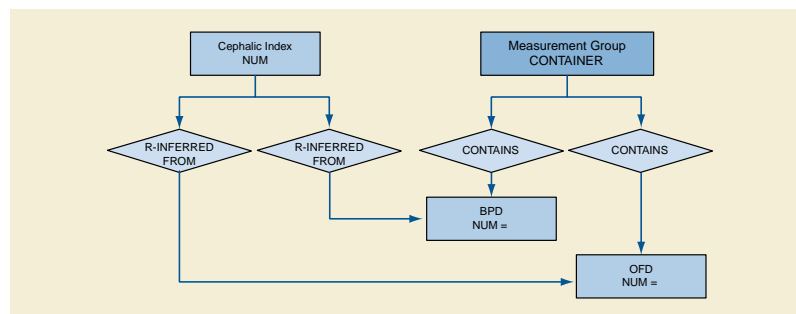 Cephalic Index
NUM
Measurement Group
CONTAINER
R-INFERRED
FROM
R-INFERRED
FROM
CONTAINS
CONTAINS
BPD
NUM =
OFD
NUM =